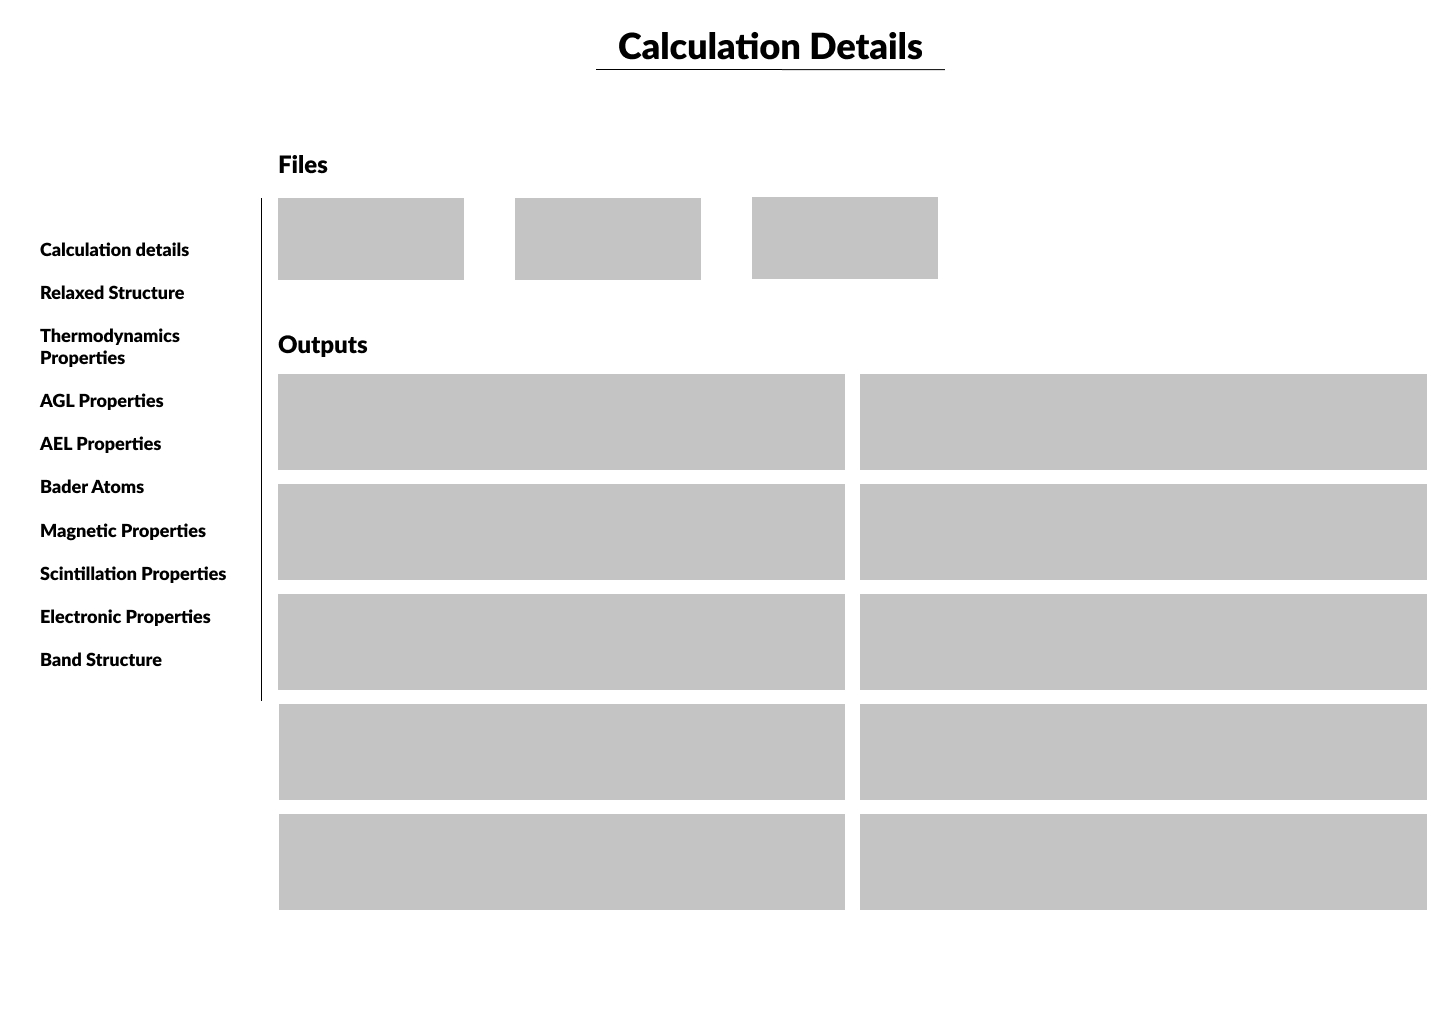 Calculation Details
Files
Calculation details
Relaxed Structure
Thermodynamics
Properties
AGL Properties
AEL Properties
Bader Atoms
Magnetic Properties
Scintillation Properties
Electronic Properties
Band Structure
Outputs